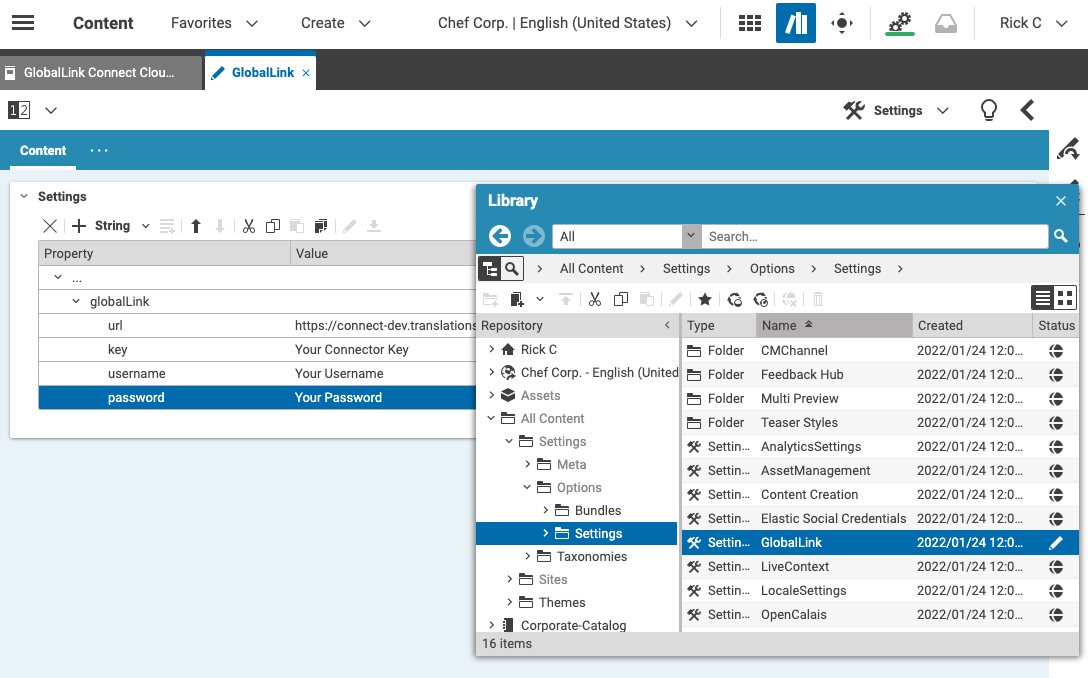 Content Favorites Create Chef Corp. | English (United States) Rick C
GlobalLink Connect Clou... GlobalLink ×
12 Settings
Content ...
Settings
String
Property Value
...
globalLink
url https://connect-dev.translations
key Your Connector Key
username Your Username
password Your Password
Library
All Search...
All Content Settings Options Settings
Repository
Rick C
Chef Corp. - English (United
Assets
All Content
Settings
Meta
Options
Bundles
Settings
Taxonomies
Sites
Themes
Corporate-Catalog
Type Name Created Status
Folder CMChannel 2022/01/24 12:0...
Folder Feedback Hub 2022/01/24 12:0...
Folder Multi Preview 2022/01/24 12:0...
Folder Teaser Styles 2022/01/24 12:0...
Settin... AnalyticsSettings 2022/01/24 12:0...
Settin... AssetManagement 2022/01/24 12:0...
Settin... Content Creation 2022/01/24 12:0...
Settin... Elastic Social Credentials 2022/01/24 12:0...
Settin... GlobalLink 2022/01/24 12:0...
Settin... LiveContext 2022/01/24 12:0...
Settin... LocaleSettings 2022/01/24 12:0...
Settin... OpenCalais 2022/01/24 12:0...
16 items